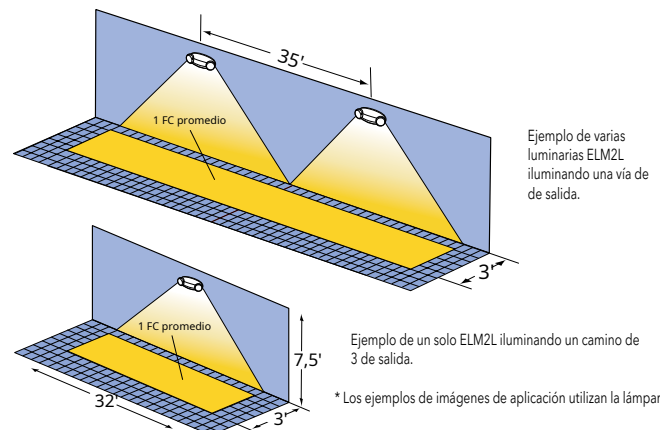 35'
1 FC promedio
Ejemplo de varias
luminarias ELM2L
iluminando una vía de
de salida.
3'
1 FC promedio
7,5'
Ejemplo de un solo ELM2L iluminando un camino de
3 de salida.
32'
3'
* Los ejemplos de imágenes de aplicación utilizan la